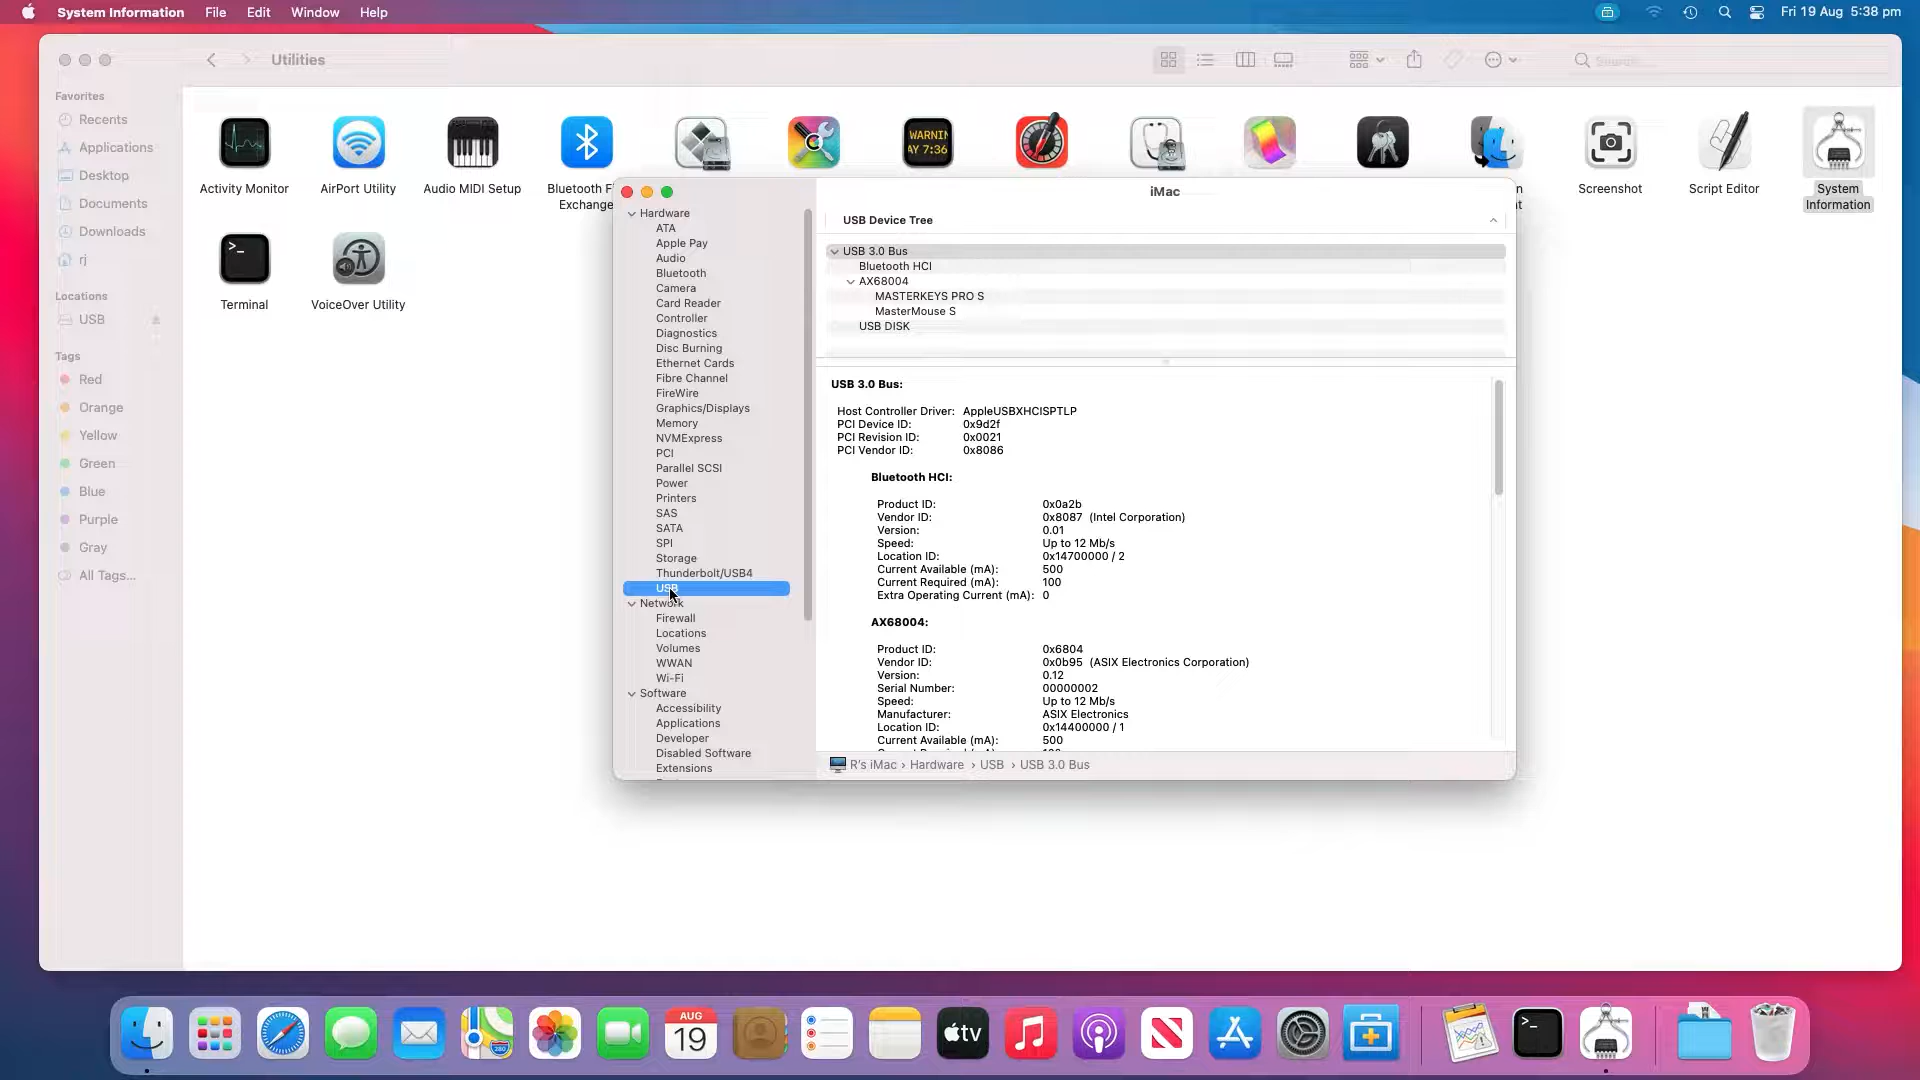 System Information File Edit Window Help
Fri 19 Aug 5:38 pm
Utilities
Search
Favorites
Recents
Applications
Desktop
Documents
Downloads
rj
Locations
USB
Tags
Red
Orange
Yellow
Green
Blue
Purple
Gray
All Tags...
WARNIN
AY 7:36
Activity Monitor
AirPort Utility
Audio MIDI Setup
Bluetooth F
Exchange
Screenshot
Script Editor
System
Information
Terminal
VoiceOver Utility
iMac
Hardware
ATA
Apple Pay
Audio
Bluetooth
Camera
Card Reader
Controller
Diagnostics
Disc Burning
Ethernet Cards
Fibre Channel
FireWire
Graphics/Displays
Memory
NVMExpress
PCI
Parallel SCSI
Power
Printers
SAS
SATA
SPI
Storage
Thunderbolt/USB4
USB
Network
Firewall
Locations
Volumes
WWAN
Wi-Fi
Software
Accessibility
Applications
Developer
Disabled Software
Extensions
USB Device Tree
USB 3.0 Bus
Bluetooth HCI
AX68004
MASTERKEYS PRO S
MasterMouse S
USB DISK
USB 3.0 Bus:
Host Controller Driver: AppleUSBXHCISPTLP
PCI Device ID: 0x9d2f
PCI Revision ID: 0x0021
PCI Vendor ID: 0x8086
Bluetooth HCI:
Product ID: 0x0a2b
Vendor ID: 0x8087 (Intel Corporation)
Version: 0.01
Speed: Up to 12 Mb/s
Location ID: 0x14700000 / 2
Current Available (mA): 500
Current Required (mA): 100
Extra Operating Current (mA): 0
AX68004:
Product ID: 0x6804
Vendor ID: 0x0b95 (ASIX Electronics Corporation)
Version: 0.12
Serial Number: 00000002
Speed: Up to 12 Mb/s
Manufacturer: ASIX Electronics
Location ID: 0x14400000 / 1
Current Available (mA): 500
R's iMac › Hardware › USB › USB 3.0 Bus
AUG
19
tv